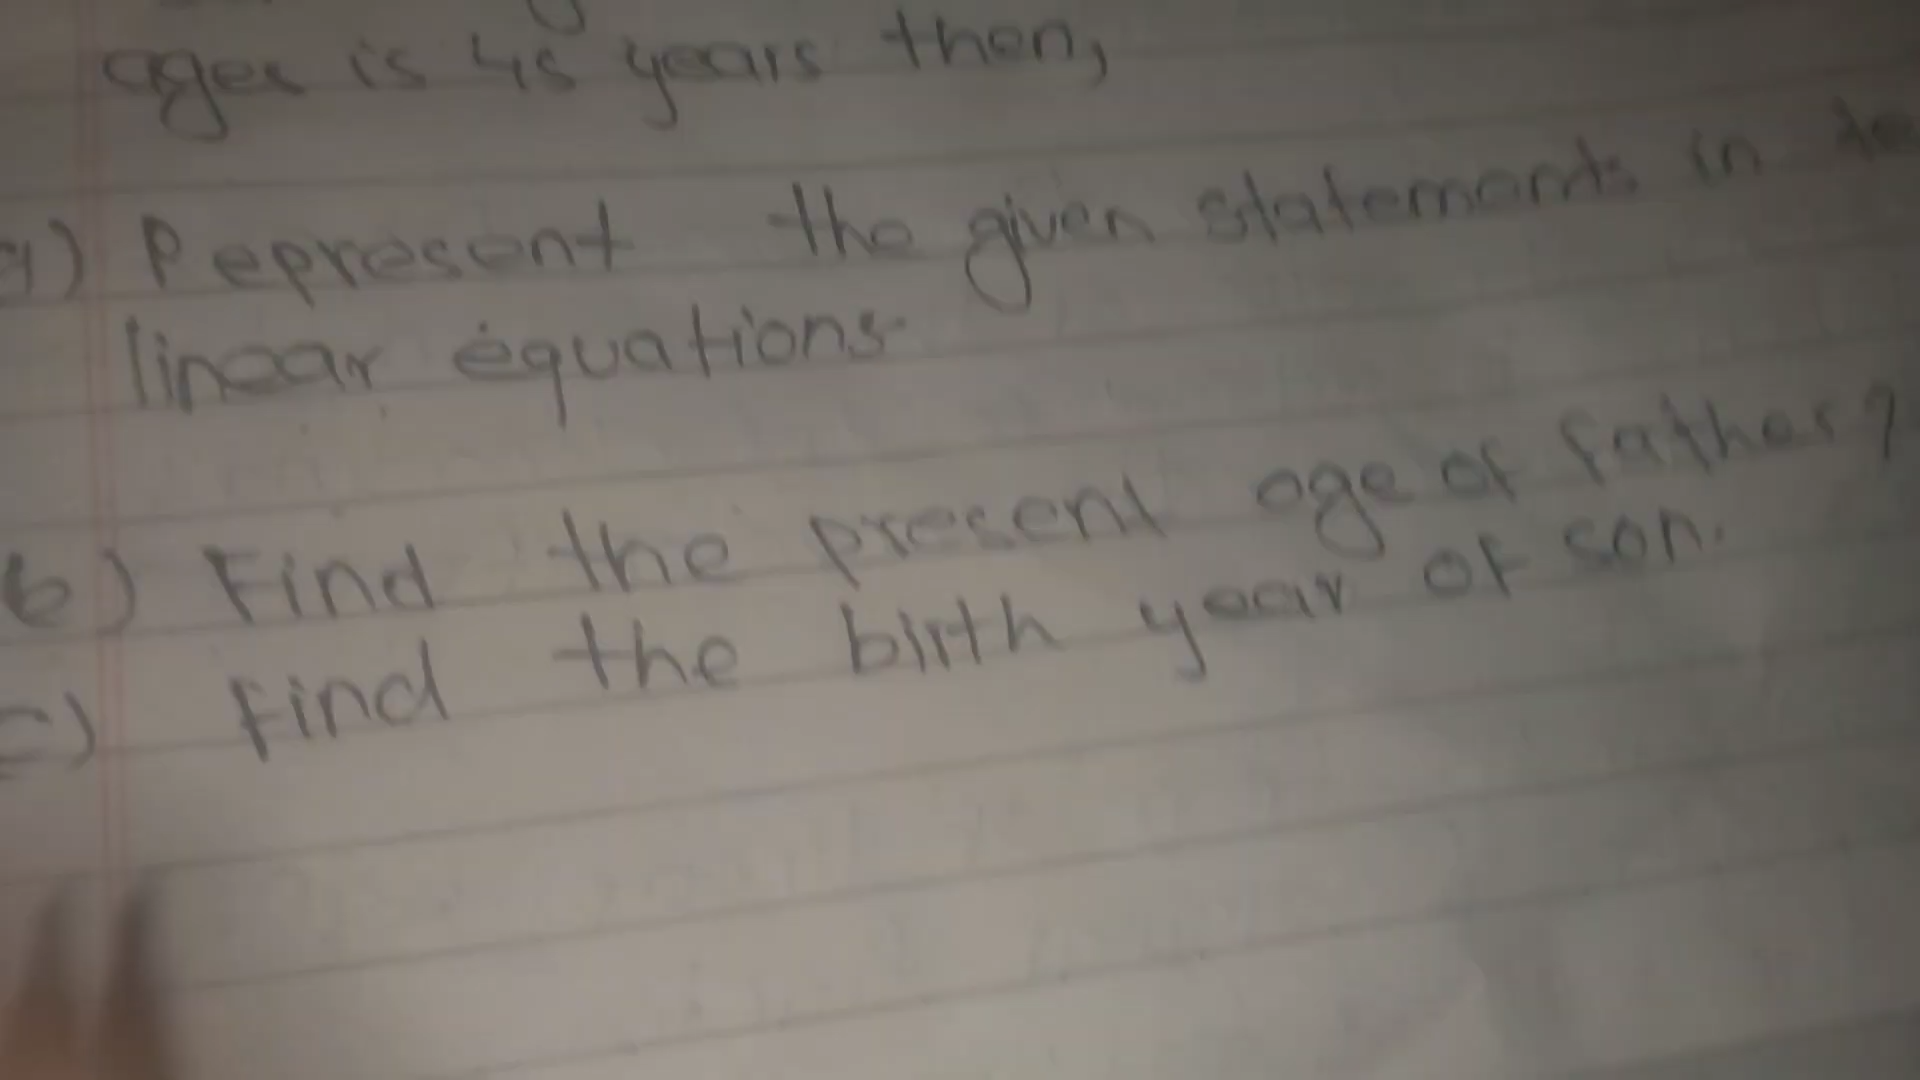 ages is 45 years then,
a) Represent the given statements in te
linear equations.
b) Find the present age of father?
c) Find the birth year of son.